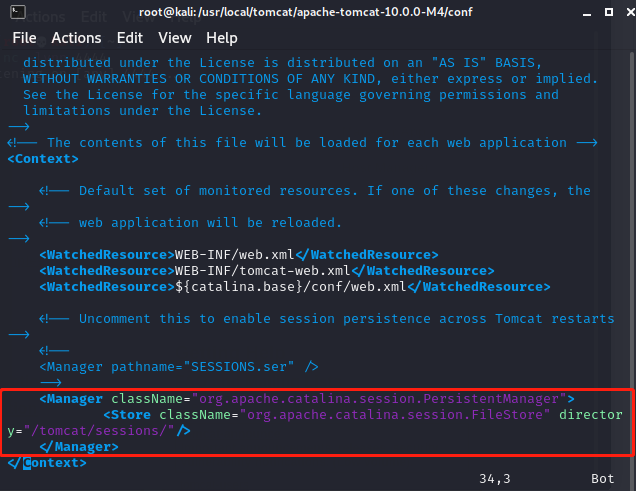 root@kali:/usr/local/tomcat/apache-tomcat-10.0.0-M4/conf
File Actions Edit View Help
distributed under the License is distributed on an "AS IS" BASIS,
WITHOUT WARRANTIES OR CONDITIONS OF ANY KIND, either express or implied.
See the License for the specific language governing permissions and
limitations under the License.
-->
<!-- The contents of this file will be loaded for each web application -->
<Context>
<!-- Default set of monitored resources. If one of these changes, the
-->
<!-- web application will be reloaded.
-->
<WatchedResource>WEB-INF/web.xml</WatchedResource>
<WatchedResource>WEB-INF/tomcat-web.xml</WatchedResource>
<WatchedResource>${catalina.base}/conf/web.xml</WatchedResource>
<!-- Uncomment this to enable session persistence across Tomcat restarts
-->
<!--
<Manager pathname="SESSIONS.ser" />
-->
<Manager className="org.apache.catalina.session.PersistentManager">
<Store className="org.apache.catalina.session.FileStore" director
y="/tomcat/sessions/"/>
</Manager>
</Context>
34,3 Bot